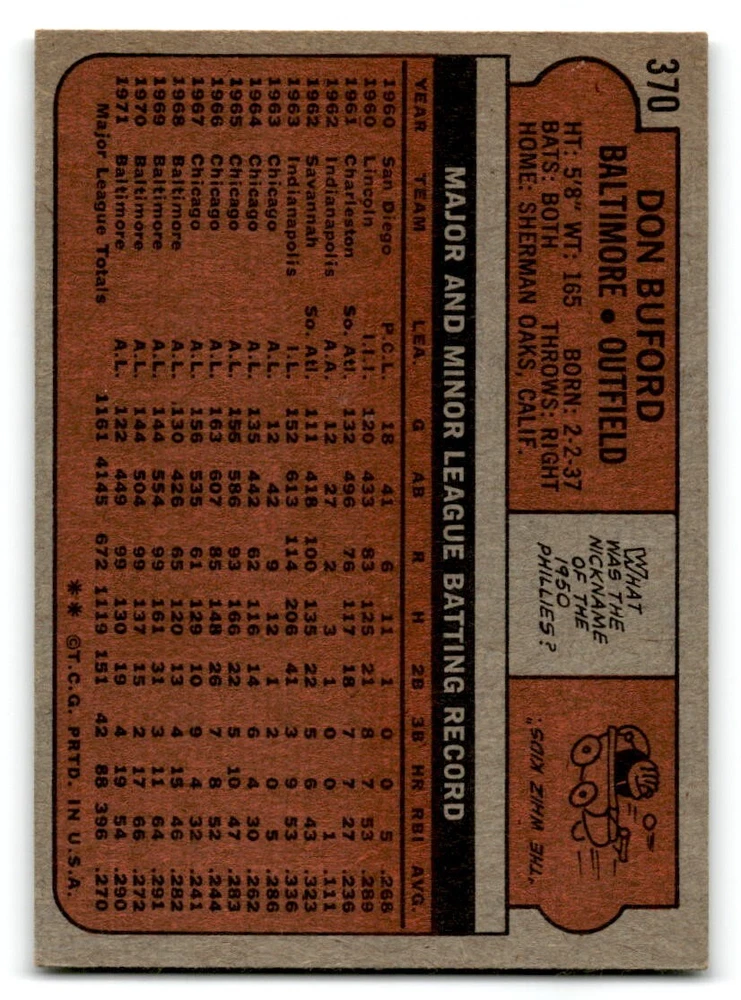 370
DON BUFORD
BALTIMORE • OUTFIELD
HT: 5'8" WT: 165 BORN: 2-2-37
BATS: BOTH THROWS: RIGHT
HOME: SHERMAN OAKS, CALIF.
WHAT
WAS THE
NICKNAME
OF THE
1950
PHILLIES?
"THE WHIZ KIDS"
MAJOR AND MINOR LEAGUE BATTING RECORD
YEAR TEAM LEA. G AB R H 2B 3B HR RBI AVG.
1960 San Diego P.C.L. 18 41 6 11 1 0 0 5 .268
1960 Lincoln I.I.I. 120 433 83 125 21 8 7 53 .289
1961 Charleston So. Atl. 132 496 76 117 18 7 7 27 .236
1962 Indianapolis A.A. 12 27 2 3 1 0 0 1 .111
1962 Savannah So. Atl. 111 418 100 135 22 5 6 43 .323
1963 Indianapolis I.L. 152 613 114 206 41 3 9 53 .336
1963 Chicago A.L. 12 42 9 12 1 2 0 5 .286
1964 Chicago A.L. 135 442 62 116 14 6 4 30 .262
1965 Chicago A.L. 155 586 93 166 22 5 10 47 .283
1966 Chicago A.L. 163 607 85 148 26 7 8 52 .244
1967 Chicago A.L. 156 535 61 129 10 9 4 32 .241
1968 Baltimore A.L. 130 426 65 120 13 4 15 46 .282
1969 Baltimore A.L. 144 554 99 161 31 3 11 64 .291
1970 Baltimore A.L. 144 504 99 137 15 2 17 66 .272
1971 Baltimore A.L. 122 449 99 130 19 4 19 54 .290
Major League Totals 1161 4145 672 1119 151 42 88 396 .270
** ©T.C.G. PRTD. IN U.S.A.